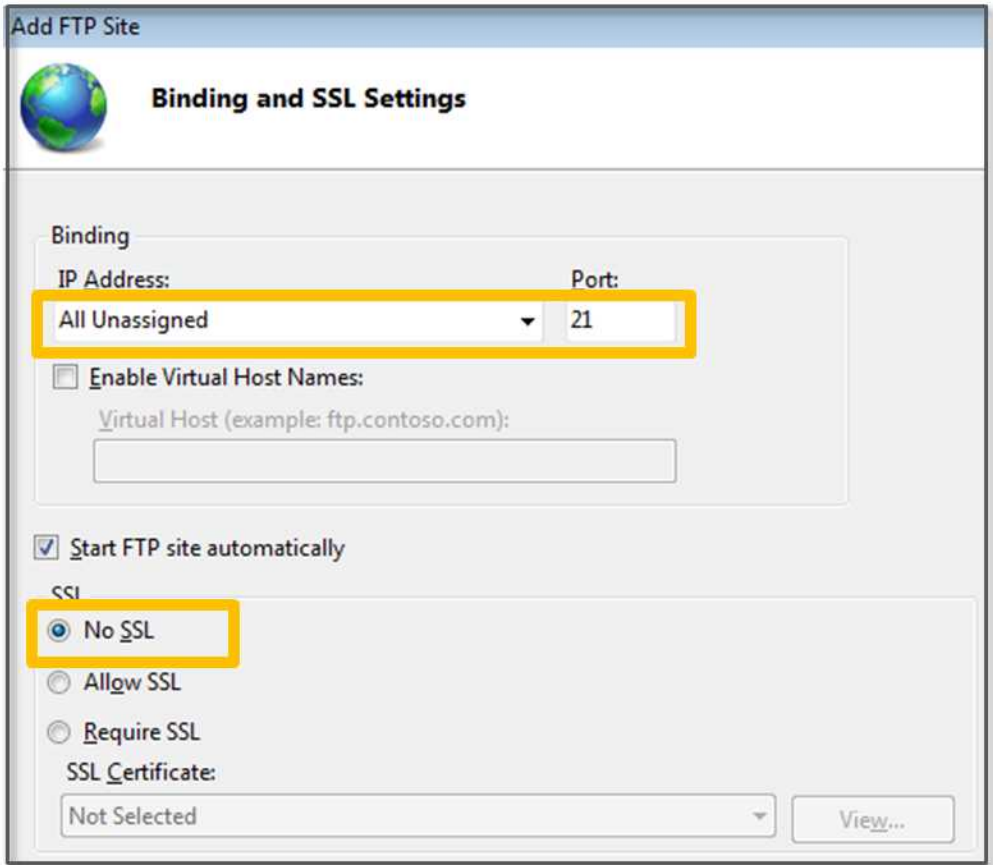 Add FTP Site
Binding and SSL Settings
Binding
IP Address:
Port:
All Unassigned
21
Enable Virtual Host Names:
Virtual Host (example: ftp.contoso.com):
Start FTP site automatically
SSL
No SSL
Allow SSL
Require SSL
SSL Certificate:
Not Selected
View...